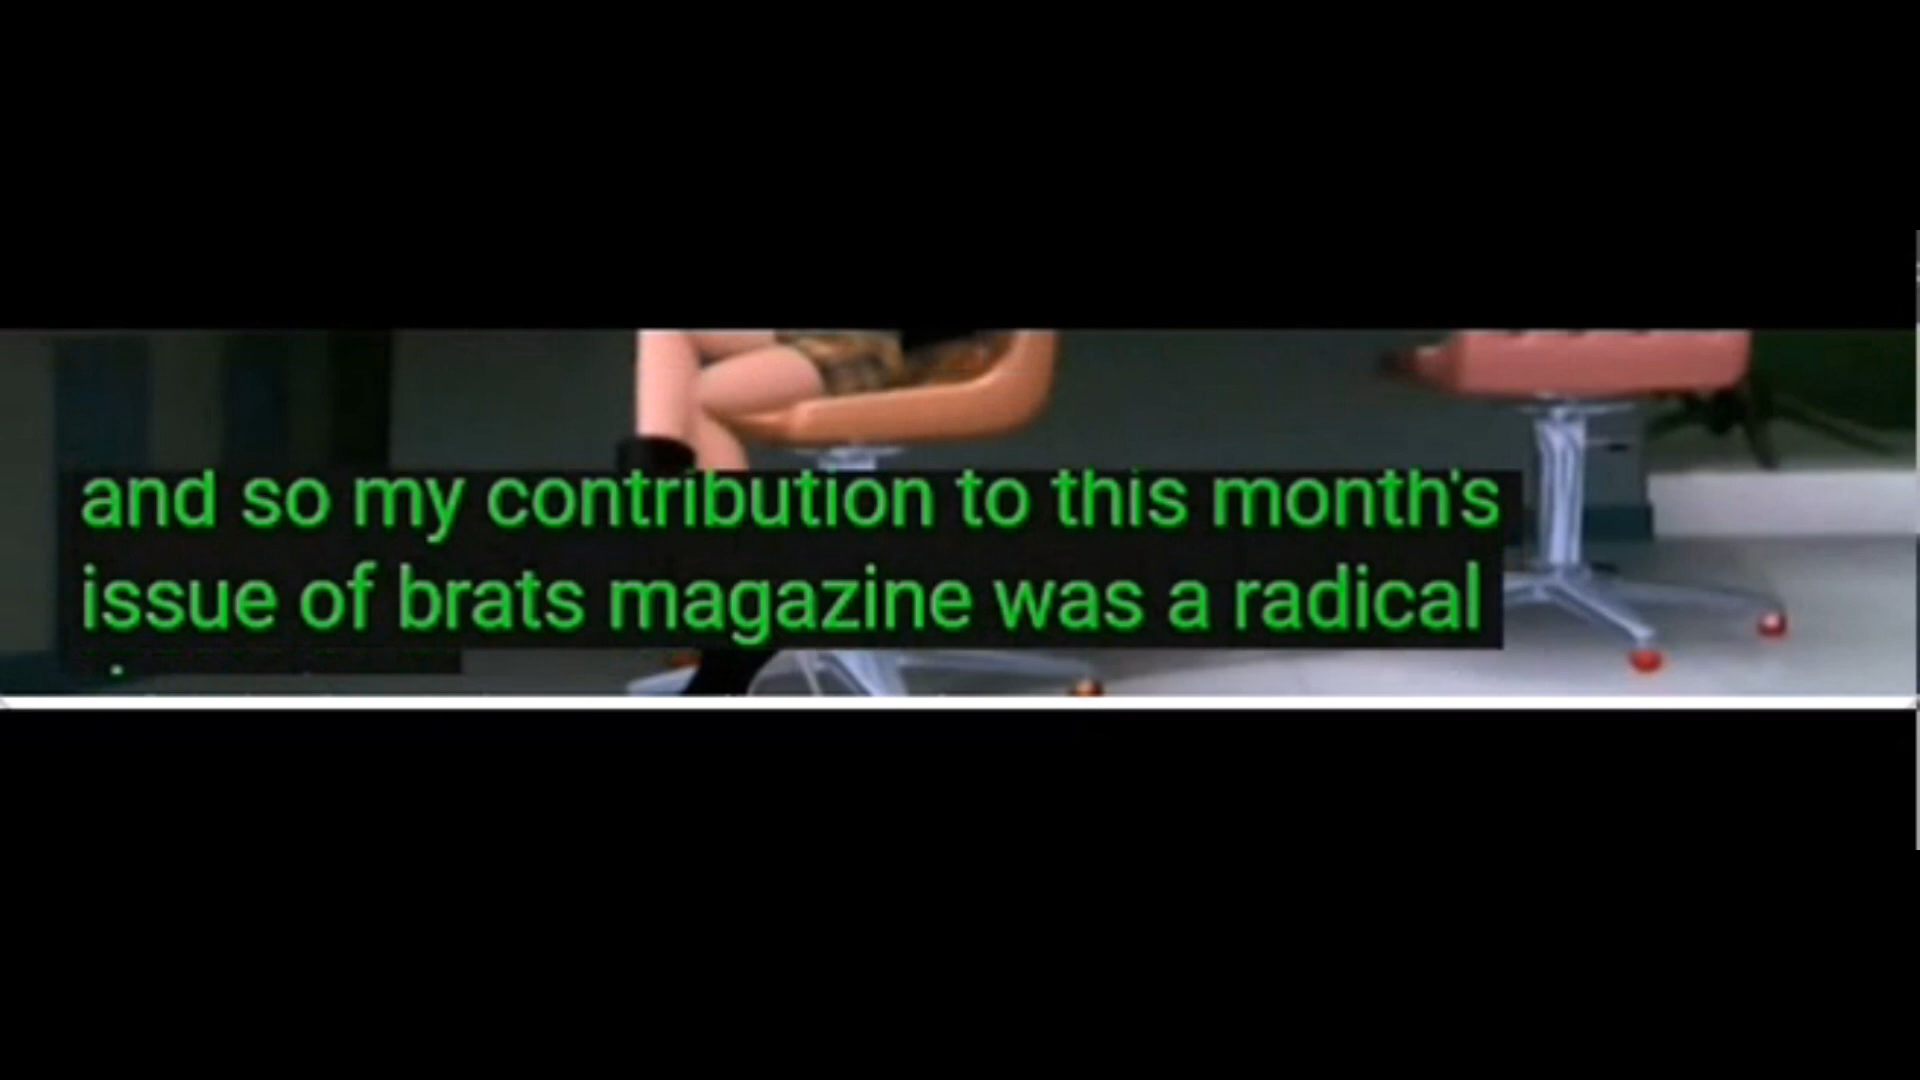 and so my contribution to this month's
issue of brats magazine was a radical